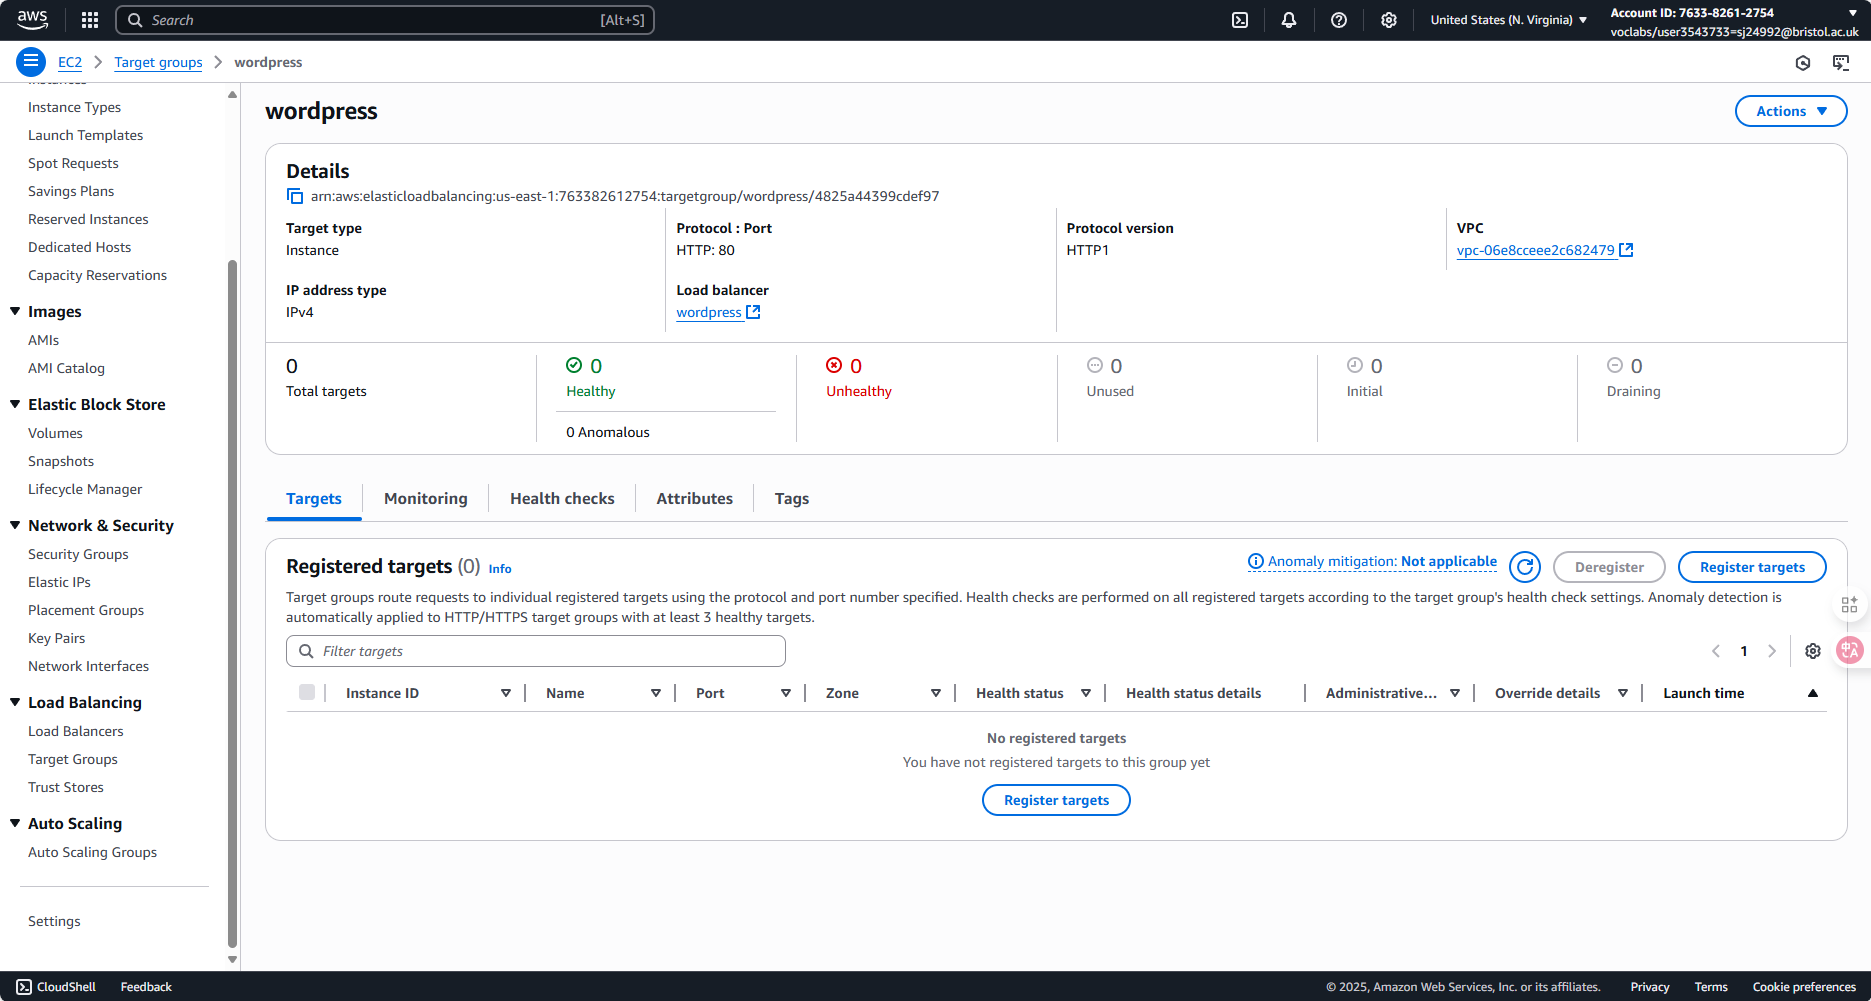 aws
Search [Alt+S]
United States (N. Virginia)
Account ID: 7633-8261-2754
voclabs/user3543733=sj24992@bristol.ac.uk
EC2 Target groups wordpress
Instance Types
Launch Templates
Spot Requests
Savings Plans
Reserved Instances
Dedicated Hosts
Capacity Reservations
Images
AMIs
AMI Catalog
Elastic Block Store
Volumes
Snapshots
Lifecycle Manager
Network & Security
Security Groups
Elastic IPs
Placement Groups
Key Pairs
Network Interfaces
Load Balancing
Load Balancers
Target Groups
Trust Stores
Auto Scaling
Auto Scaling Groups
Settings
wordpress
Actions
Details
arn:aws:elasticloadbalancing:us-east-1:763382612754:targetgroup/wordpress/4825a44399cdef97
Target type
Instance
Protocol : Port
HTTP: 80
Protocol version
HTTP1
VPC
vpc-06e8cceee2c682479
IP address type
IPv4
Load balancer
wordpress
0
Total targets
0
Healthy
0 Anomalous
0
Unhealthy
0
Unused
0
Initial
0
Draining
Targets Monitoring Health checks Attributes Tags
Registered targets (0) Info
Anomaly mitigation: Not applicable
Deregister
Register targets
Target groups route requests to individual registered targets using the protocol and port number specified. Health checks are performed on all registered targets according to the target group's health check settings. Anomaly detection is
automatically applied to HTTP/HTTPS target groups with at least 3 healthy targets.
Filter targets
1
Instance ID Name Port Zone Health status Health status details Administrative... Override details Launch time
No registered targets
You have not registered targets to this group yet
Register targets
CloudShell Feedback
© 2025, Amazon Web Services, Inc. or its affiliates. Privacy Terms Cookie preferences